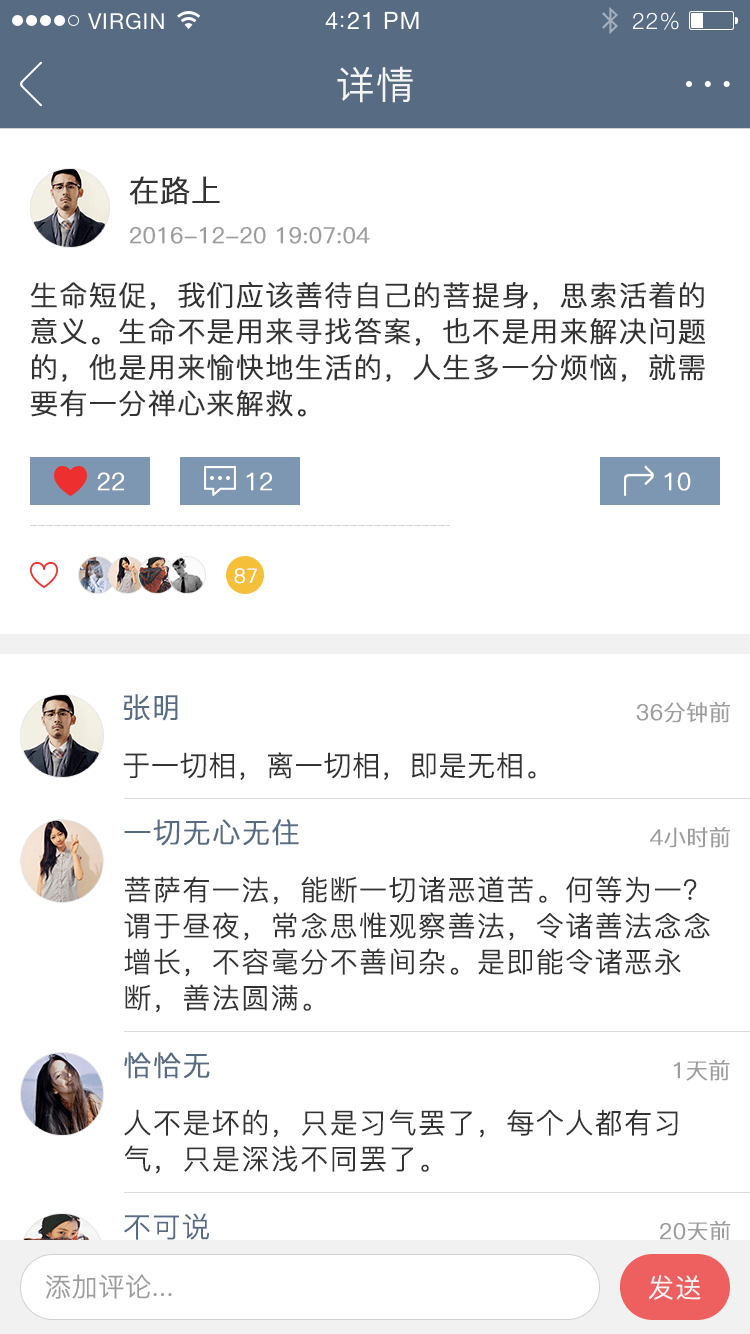 VIRGIN 4:21 PM 22%
详情
在路上
2016-12-20 19:07:04
生命短促，我们应该善待自己的菩提身，思索活着的
意义。生命不是用来寻找答案，也不是用来解决问题
的，他是用来愉快地生活的，人生多一分烦恼，就需
要有一分禅心来解救。
22 12 10
87
张明 36分钟前
于一切相，离一切相，即是无相。
一切无心无住 4小时前
菩萨有一法，能断一切诸恶道苦。何等为一？
谓于昼夜，常念思惟观察善法，令诸善法念念
增长，不容毫分不善间杂。是即能令诸恶永
断，善法圆满。
恰恰无 1天前
人不是坏的，只是习气罢了，每个人都有习
气，只是深浅不同罢了。
不可说 20天前
添加评论... 发送